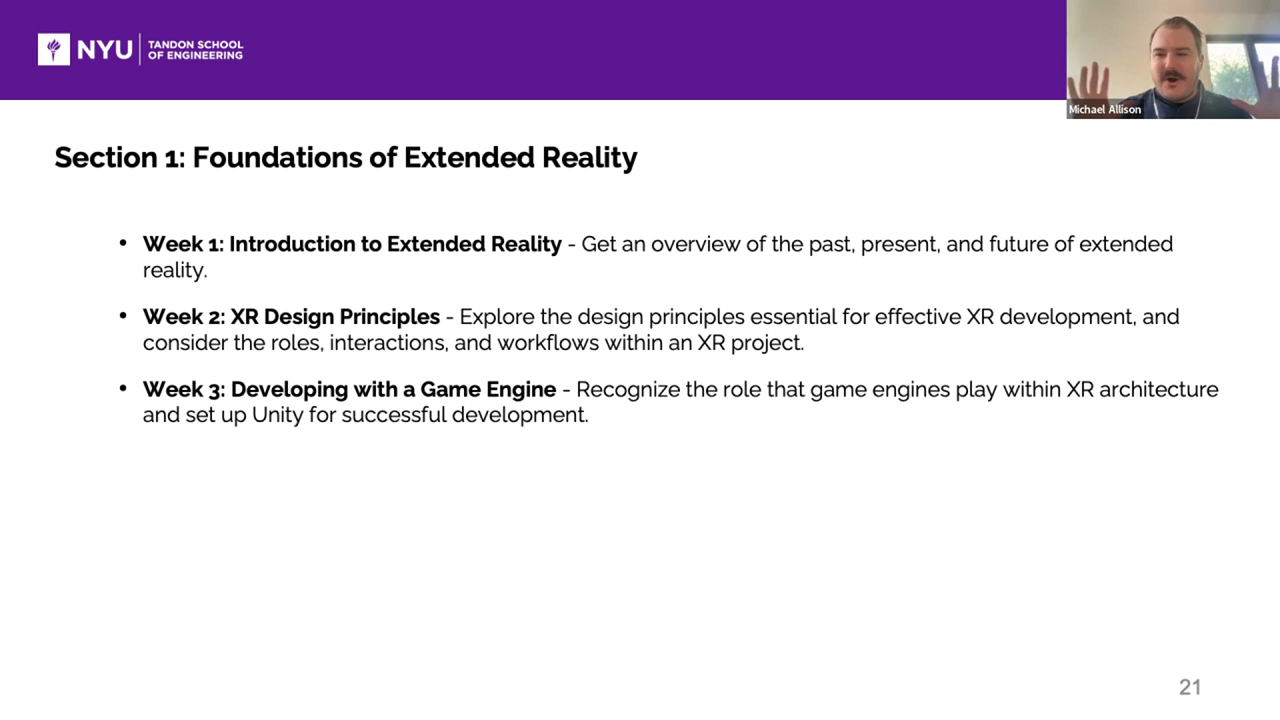 NYU
TANDON SCHOOL
OF ENGINEERING
Michael Allison
Section 1: Foundations of Extended Reality
• Week 1: Introduction to Extended Reality - Get an overview of the past, present, and future of extended
reality.
• Week 2: XR Design Principles - Explore the design principles essential for effective XR development, and
consider the roles, interactions, and workflows within an XR project.
• Week 3: Developing with a Game Engine - Recognize the role that game engines play within XR architecture
and set up Unity for successful development.
21